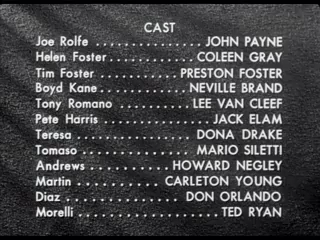 CAST
Joe Rolfe ............... JOHN PAYNE
Helen Foster ............ COLEEN GRAY
Tim Foster ............ PRESTON FOSTER
Boyd Kane ............. NEVILLE BRAND
Tony Romano .......... LEE VAN CLEEF
Pete Harris ............... JACK ELAM
Teresa ................. DONA DRAKE
Tomaso ............. MARIO SILETTI
Andrews .......... HOWARD NEGLEY
Martin ............ CARLETON YOUNG
Diaz ................. DON ORLANDO
Morelli .................... TED RYAN